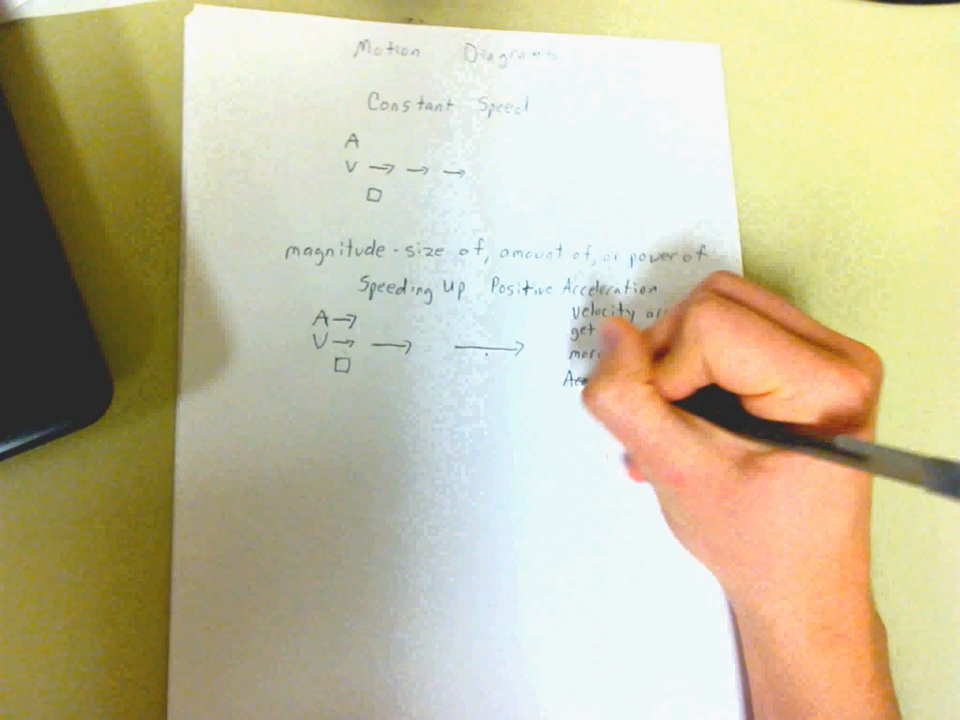 Motion Diagrams
Constant Speed
A
V → → →
□
magnitude - size of, amount of, or power of
Speeding Up Positive Acceleration
A →
velocity
V → → →
get
□